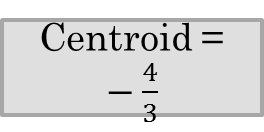 Centroid =
− 4/3